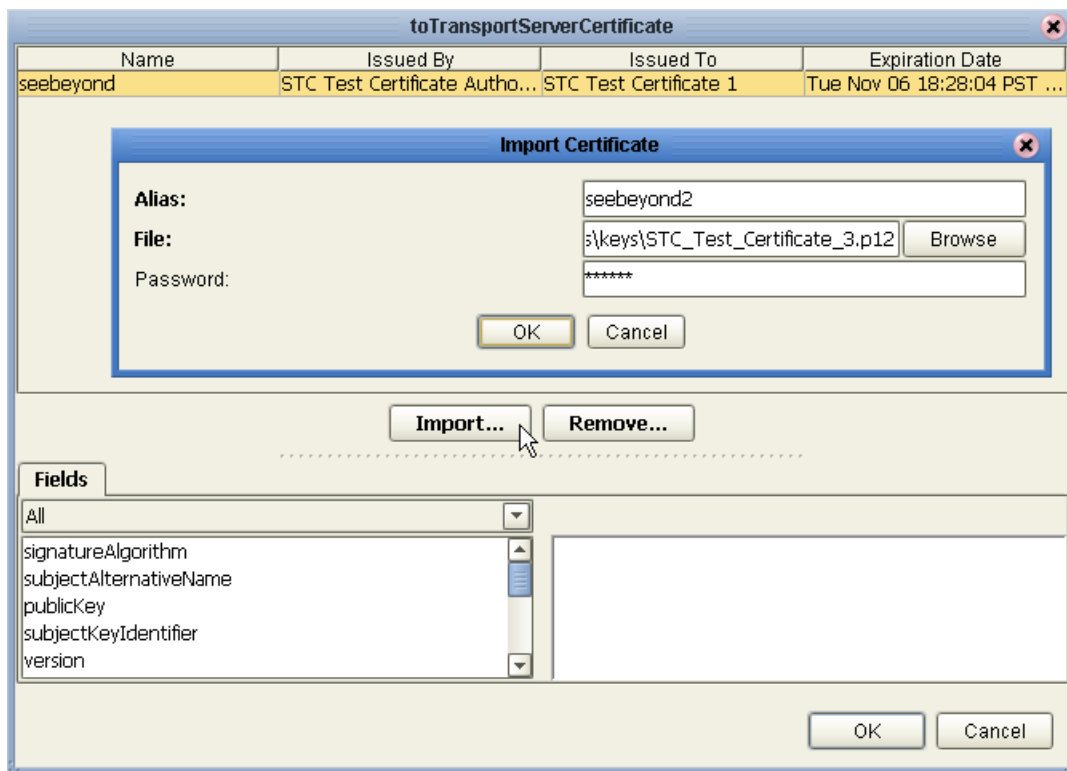 toTransportServerCertificate
Name Issued By Issued To Expiration Date
seebeyond STC Test Certificate Autho... STC Test Certificate 1 Tue Nov 06 18:28:04 PST ...
Import Certificate
Alias: seebeyond2
File: s\keys\STC_Test_Certificate_3.p12 Browse
Password: ******
OK Cancel
Import... Remove...
Fields
All
signatureAlgorithm
subjectAlternativeName
publicKey
subjectKeyIdentifier
version
OK Cancel